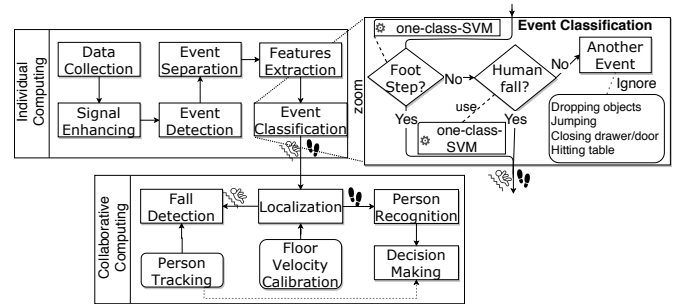 Individual
Computing
Data
Collection
Event
Separation
Features
Extraction
Signal
Enhancing
Event
Detection
Event
Classification
zoom
one-class-SVM
Event Classification
Foot
Step?
No
Human
fall?
No
Another
Event
Ignore
use
Yes
Yes
one-class-
SVM
Dropping objects
Jumping
Closing drawer/door
Hitting table
Collaborative
Computing
Fall
Detection
Localization
Person
Recognition
Person
Tracking
Floor
Velocity
Calibration
Decision
Making